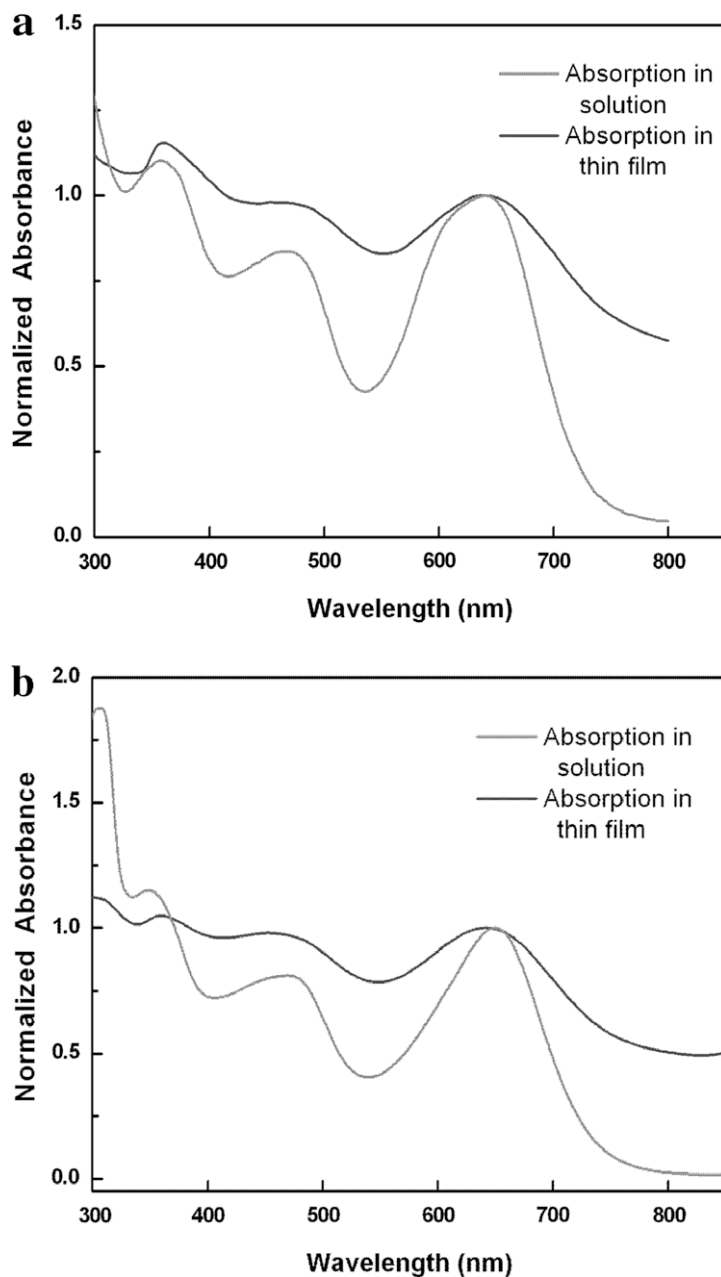 a
1.5
1.0
0.5
0.0
Normalized Absorbance
Absorption in
solution
Absorption in
thin film
300 400 500 600 700 800
Wavelength (nm)
b
2.0
1.5
1.0
0.5
0.0
Normalized Absorbance
Absorption in
solution
Absorption in
thin film
300 400 500 600 700 800
Wavelength (nm)